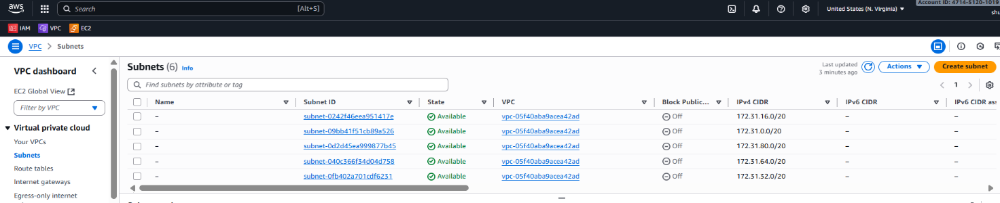 aws
Search [Alt+S] United States (N. Virginia) Account ID: 4714-5120-1019
IAM VPC EC2
VPC Subnets
VPC dashboard
EC2 Global View
Filter by VPC
Virtual private cloud
Your VPCs
Subnets
Route tables
Internet gateways
Egress-only internet
Subnets (6) Info
Last updated
3 minutes ago
Actions
Create subnet
Find subnets by attribute or tag
1
Name Subnet ID State VPC Block Public... IPv4 CIDR IPv6 CIDR IPv6 CIDR ass
– subnet-0242f46eea951417e Available vpc-05f40aba9acea42ad Off 172.31.16.0/20 – –
– subnet-09bb41f51cb89a526 Available vpc-05f40aba9acea42ad Off 172.31.0.0/20 – –
– subnet-0d2d45ea999877b45 Available vpc-05f40aba9acea42ad Off 172.31.80.0/20 – –
– subnet-040c366f34d04d758 Available vpc-05f40aba9acea42ad Off 172.31.64.0/20 – –
– subnet-0fb402a701cdf6231 Available vpc-05f40aba9acea42ad Off 172.31.32.0/20 – –